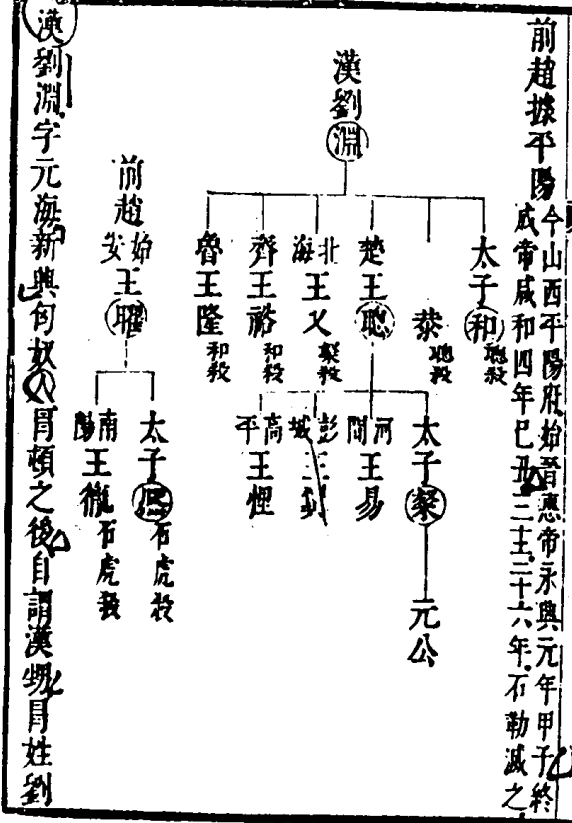 前趙據平陽
今山西平陽府始晉惠帝永興元年甲子終
成帝咸和四年己丑三主二十六年石勒滅之
漢劉淵
太子和 聰殺
恭 聰殺
楚王聰
北海王乂 粲殺
齊王裕 和殺
魯王隆 和殺
太子粲
河間王易
彭城王
高平王悝
元公
前趙
始安王曜
太子熙 石虎殺
南陽王 石虎殺
漢劉淵字元海新興匈奴人冒頓之後自謂漢甥冒姓劉